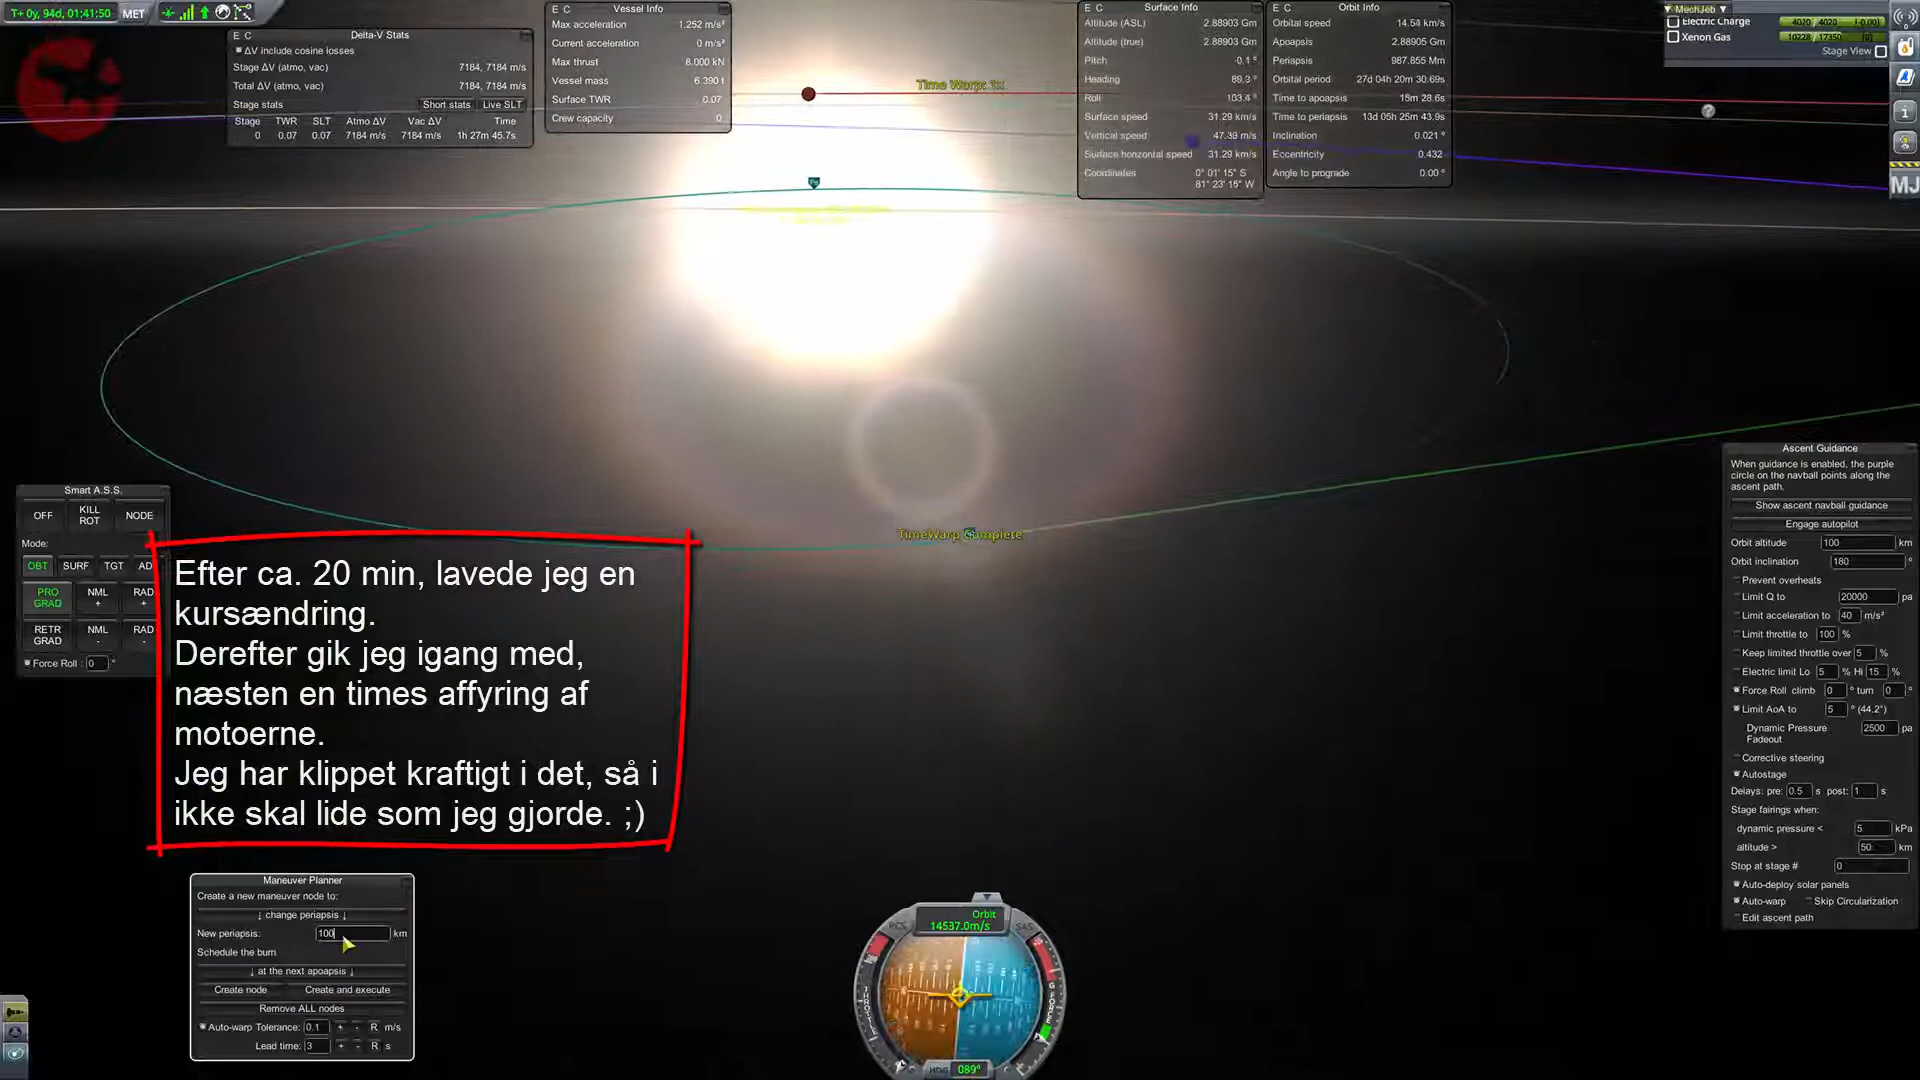 T+ 0y, 94d, 01:41:50 MET
E C Delta-V Stats
ΔV include cosine losses
Stage ΔV (atmo, vac) 7184, 7184 m/s
Total ΔV (atmo, vac) 7184, 7184 m/s
Stage stats Short stats Live SLT
Stage TWR SLT Atmo ΔV Vac ΔV Time
0 0.07 0.07 7184 m/s 7184 m/s 1h 27m 45.7s
E C Vessel Info
Max acceleration 1.252 m/s²
Current acceleration 0 m/s²
Max thrust 8.000 kN
Vessel mass 6.390 t
Surface TWR 0.07
Crew capacity 0
Time Warp: 1x
E C Surface Info
Altitude (ASL) 2.88903 Gm
Altitude (true) 2.88903 Gm
Pitch -0.1 °
Heading 89.3 °
Roll 103.4 °
Surface speed 31.29 km/s
Vertical speed 47.39 m/s
Surface horizontal speed 31.29 km/s
Coordinates 0° 01' 15" S
81° 23' 15" W
E C Orbit Info
Orbital speed 14.54 km/s
Apoapsis 2.88905 Gm
Periapsis 987.855 Mm
Orbital period 27d 04h 20m 30.69s
Time to apoapsis 15m 28.6s
Time to periapsis 13d 05h 25m 43.9s
Inclination 0.021 °
Eccentricity 0.432
Angle to prograde 0.00 °
MechJeb ▼
Electric Charge 4020 / 4020 (-0.00)
Xenon Gas 10228 / 17350 (0)
Stage View
MJ
TimeWarp Complete
Smart A.S.S.
OFF KILL ROT NODE
Mode:
OBT SURF TGT AD
PRO GRAD NML + RAD +
RETR GRAD NML - RAD -
Force Roll : 0 °
Efter ca. 20 min, lavede jeg en
kursændring.
Derefter gik jeg igang med,
næsten en times affyring af
motoerne.
Jeg har klippet kraftigt i det, så i
ikke skal lide som jeg gjorde. ;)
Maneuver Planner
Create a new maneuver node to:
change periapsis
New periapsis: 100 km
Schedule the burn
at the next apoapsis
Create node Create and execute
Remove ALL nodes
Auto-warp Tolerance: 0.1 + - R m/s
Lead time: 3 + - R s
Orbit
RCS 14537.0m/s SAS
THROTTLE
HDG 089°
Ascent Guidance
When guidance is enabled, the purple
circle on the navball points along the
ascent path.
Show ascent navball guidance
Engage autopilot
Orbit altitude 100 km
Orbit inclination 180 °
Prevent overheats
Limit Q to 20000 pa
Limit acceleration to 40 m/s²
Limit throttle to 100 %
Keep limited throttle over 5 %
Electric limit Lo 5 % Hi 15 %
Force Roll climb 0 ° turn 0 °
Limit AoA to 5 ° (44.2°)
Dynamic Pressure 2500 pa
Fadeout
Corrective steering
Autostage
Delays: pre: 0.5 s post: 1 s
Stage fairings when:
dynamic pressure < 5 kPa
altitude > 50 km
Stop at stage # 0
Auto-deploy solar panels
Auto-warp Skip Circularization
Edit ascent path